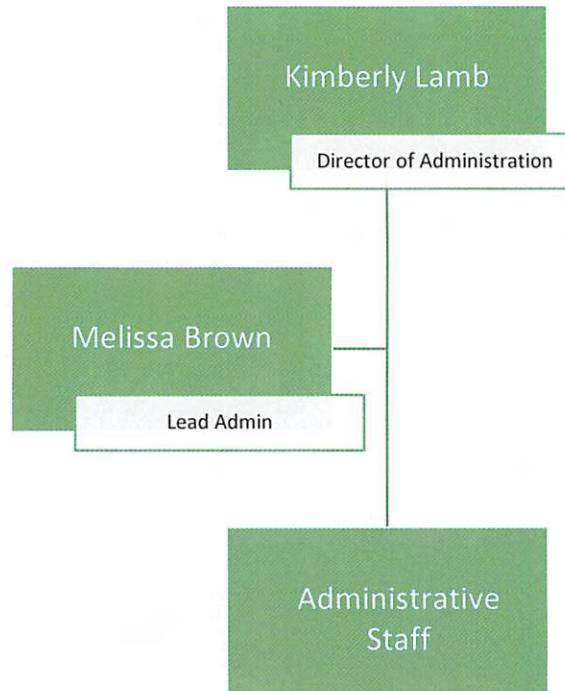 Kimberly Lamb
Director of Administration
Melissa Brown
Lead Admin
Administrative
Staff